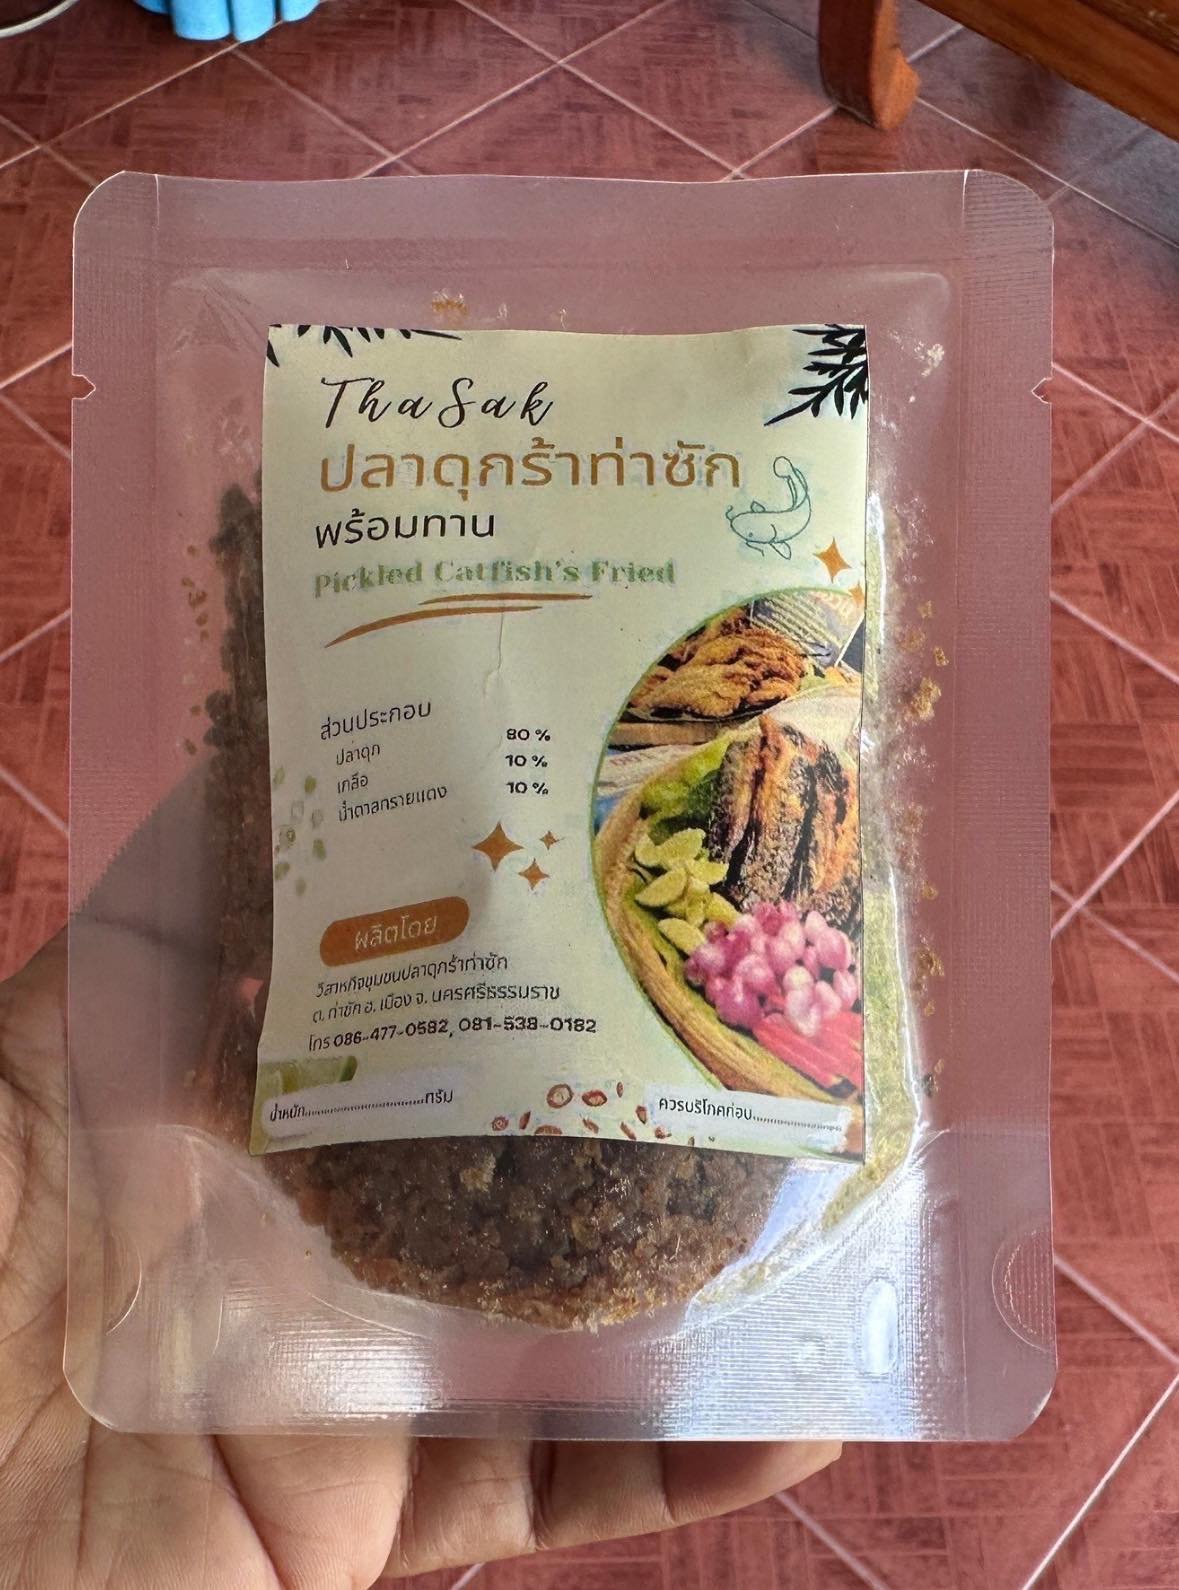 ThaSak
ปลาดุกร้าท่าซัก
พร้อมทาน
Pickled Catfish's Fried
ส่วนประกอบ
ปลาดุก 80 %
เกลือ 10 %
น้ำตาลทรายแดง 10 %
ผลิตโดย
วิสาหกิจชุมชนปลาดุกร้าท่าซัก
ต. ท่าซัก อ. เมือง จ. นครศรีธรรมราช
โทร 086-477-0582, 081-538-0182
น้ำหนัก..............................กรัม
ควรบริโภคก่อน......................